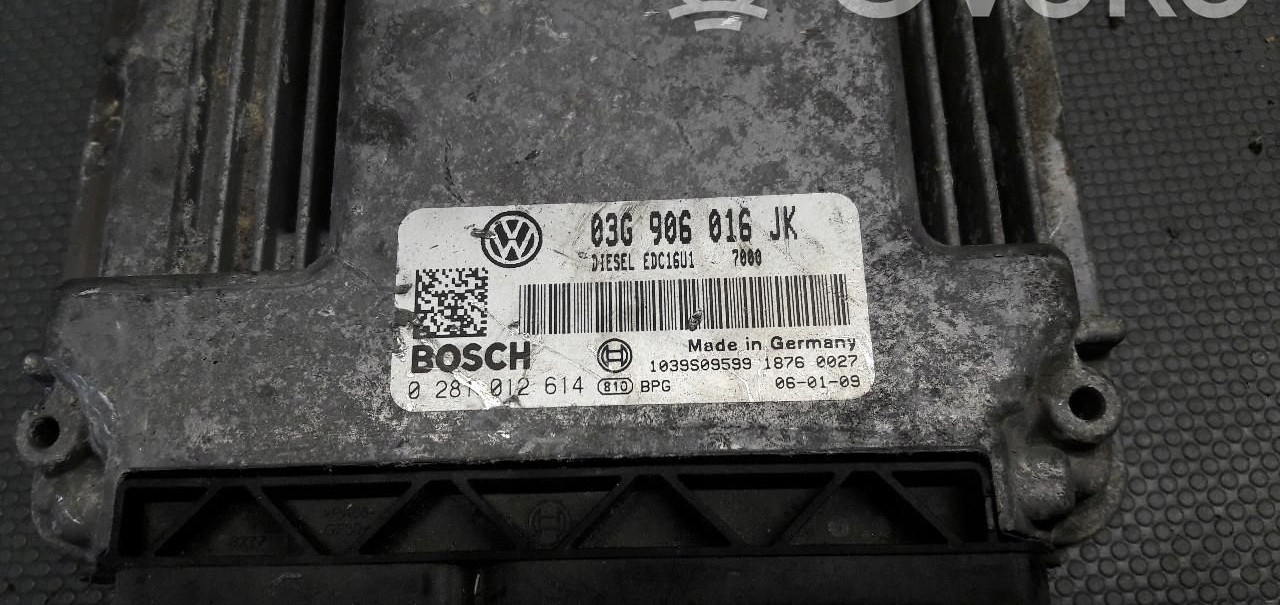 03G 906 016 JK
DIESEL EDC16U1 7000
BOSCH
Made in Germany
1039S09599 1876 0027
0 281 012 614 810 BPG 06-01-09